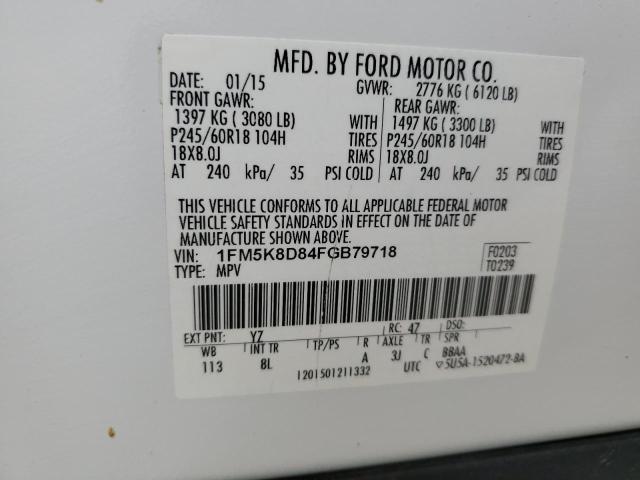 MFD. BY FORD MOTOR CO.
DATE: 01/15 GVWR: 2776 KG ( 6120 LB)
FRONT GAWR: REAR GAWR:
1397 KG ( 3080 LB) WITH 1497 KG ( 3300 LB) WITH
P245/60R18 104H TIRES P245/60R18 104H TIRES
18X8.0J RIMS 18X8.0J RIMS
AT 240 kPa/ 35 PSI COLD AT 240 kPa/ 35 PSI COLD
THIS VEHICLE CONFORMS TO ALL APPLICABLE FEDERAL MOTOR
VEHICLE SAFETY STANDARDS IN EFFECT ON THE DATE OF
MANUFACTURE SHOWN ABOVE.
VIN: 1FM5K8D84FGB79718 F0203
TYPE: MPV T0239
EXT PNT: YZ RC: 47 DSO:
WB INT TR TP/PS R AXLE TR SPR
113 8L A 3J C BBAA
1201501211332 UTC ▽5U5A-1520472-BA